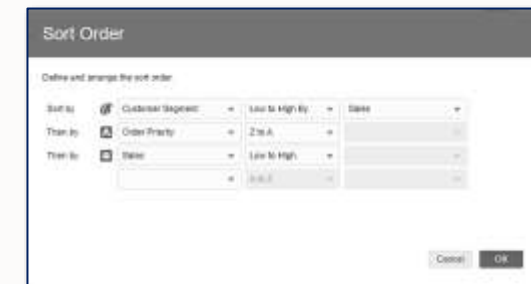 Sort Order
Define and arrange the sort order
Sort by Customer Segment Low to High By Sales
Then by Order Priority Z to A
Then by Sales Low to High
A to Z
Cancel OK